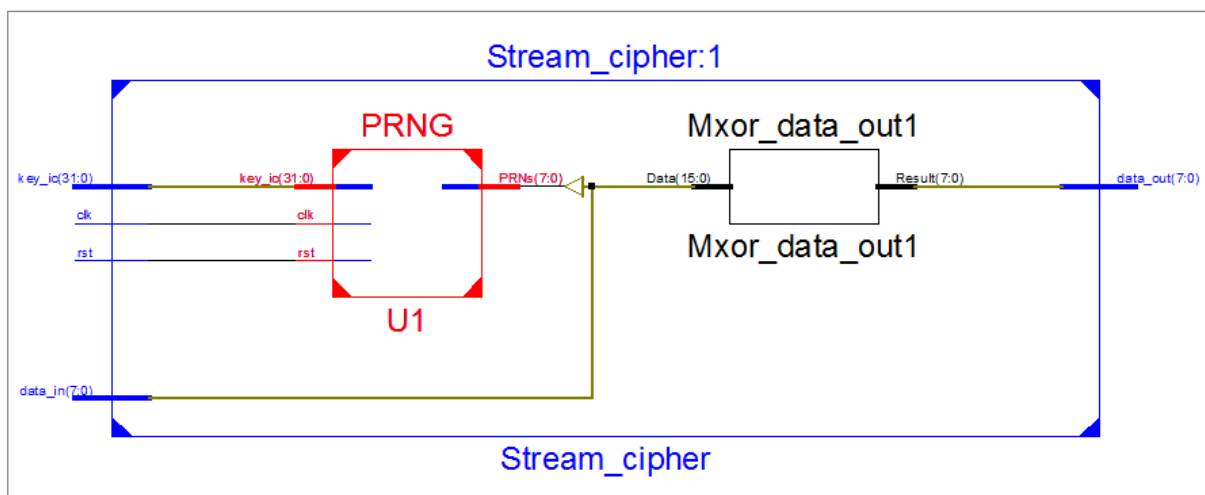 Stream_cipher:1
PRNG
Mxor_data_out1
key_ic(31:0)
key_ic(31:0)
PRNs(7:0)
Data(15:0)
Result(7:0)
data_out(7:0)
clk
clk
rst
rst
Mxor_data_out1
U1
data_in(7:0)
Stream_cipher